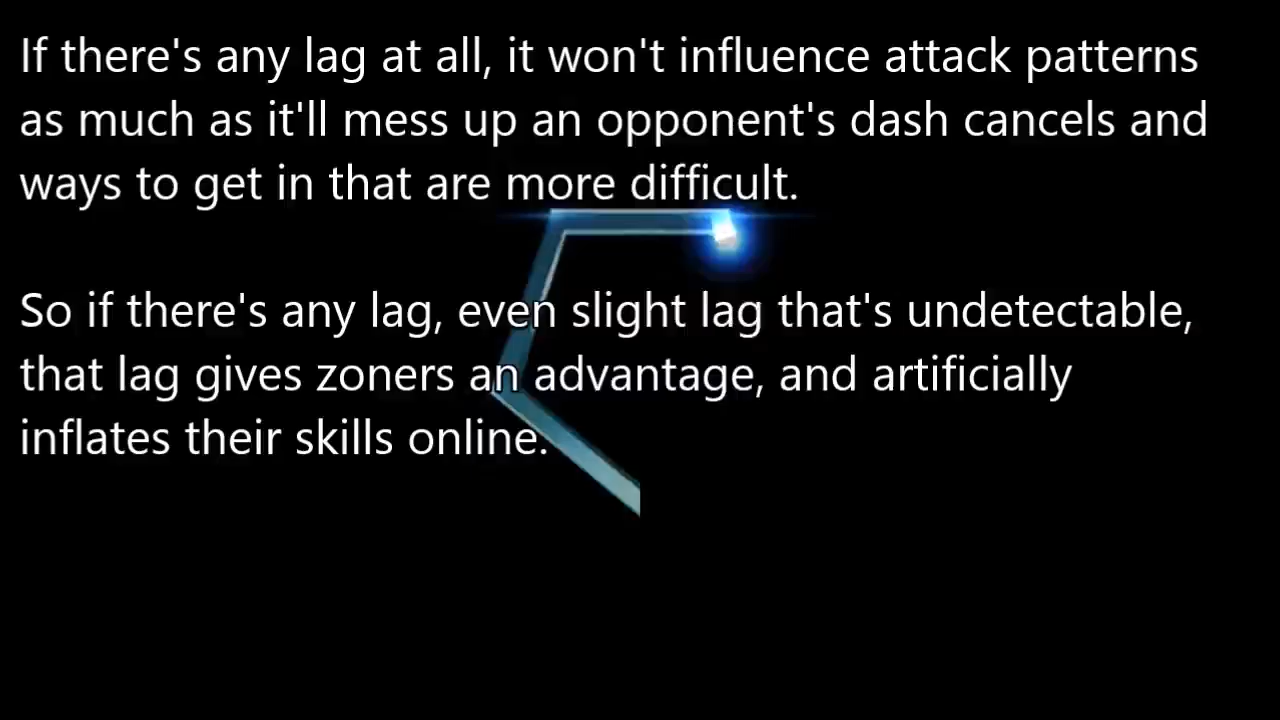 If there's any lag at all, it won't influence attack patterns
as much as it'll mess up an opponent's dash cancels and
ways to get in that are more difficult.
So if there's any lag, even slight lag that's undetectable,
that lag gives zoners an advantage, and artificially
inflates their skills online.